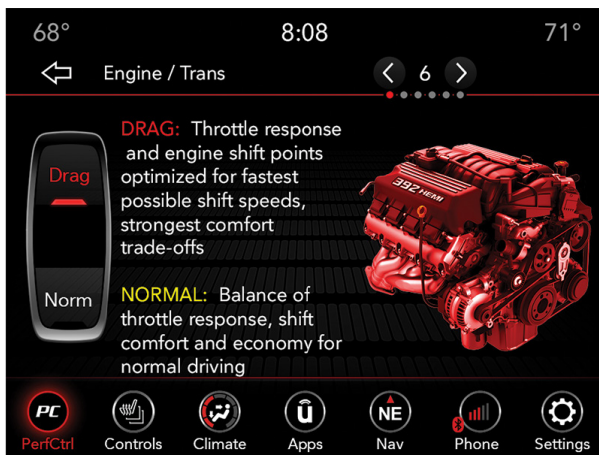 68°
8:08
71°
Engine / Trans
6
DRAG: Throttle response
and engine shift points
optimized for fastest
possible shift speeds,
strongest comfort
trade-offs
Drag
Norm
NORMAL: Balance of
throttle response, shift
comfort and economy for
normal driving
392 HEMI
PC
û
NE
PerfCtrl
Controls
Climate
Apps
Nav
Phone
Settings